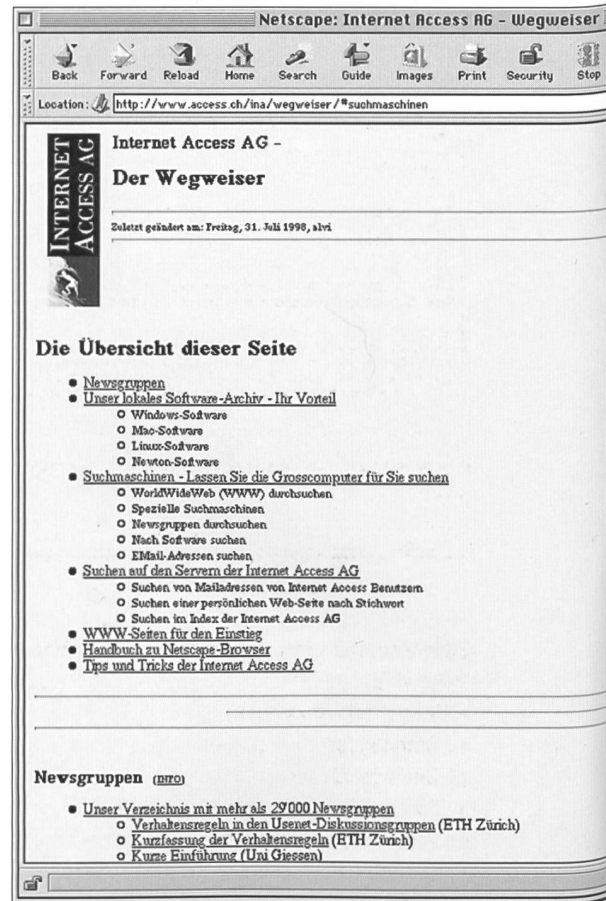 Netscape: Internet Access AG – Wegweiser
Back Forward Reload Home Search Guide Images Print Security Stop
Location: http://www.access.ch/ina/wegweiser/#suchmaschinen
INTERNET
ACCESS AG
Internet Access AG –
Der Wegweiser
Zuletzt geändert am: Freitag, 31. Juli 1998, alvi
Die Übersicht dieser Seite
Newsgruppen
Unser lokales Software-Archiv - Ihr Vorteil
Windows-Software
Mac-Software
Linux-Software
Newton-Software
Suchmaschinen - Lassen Sie die Grosscomputer für Sie suchen
WorldWideWeb (WWW) durchsuchen
Spezielle Suchmaschinen
Newsgruppen durchsuchen
Nach Software suchen
EMail-Adressen suchen
Suchen auf den Servern der Internet Access AG
Suchen von Mailadressen von Internet Access Benutzern
Suchen einer persönlichen Web-Seite nach Stichwort
Suchen im Index der Internet Access AG
WWW-Seiten für den Einstieg
Handbuch zu Netscape-Browser
Tips und Tricks der Internet Access AG
Newsgruppen (INFO)
Unser Verzeichnis mit mehr als 29'000 Newsgruppen
Verhaltensregeln in den Usenet-Diskussionsgruppen (ETH Zürich)
Kurzfassung der Verhaltensregeln (ETH Zürich)
Kurze Einführung (Uni Giessen)